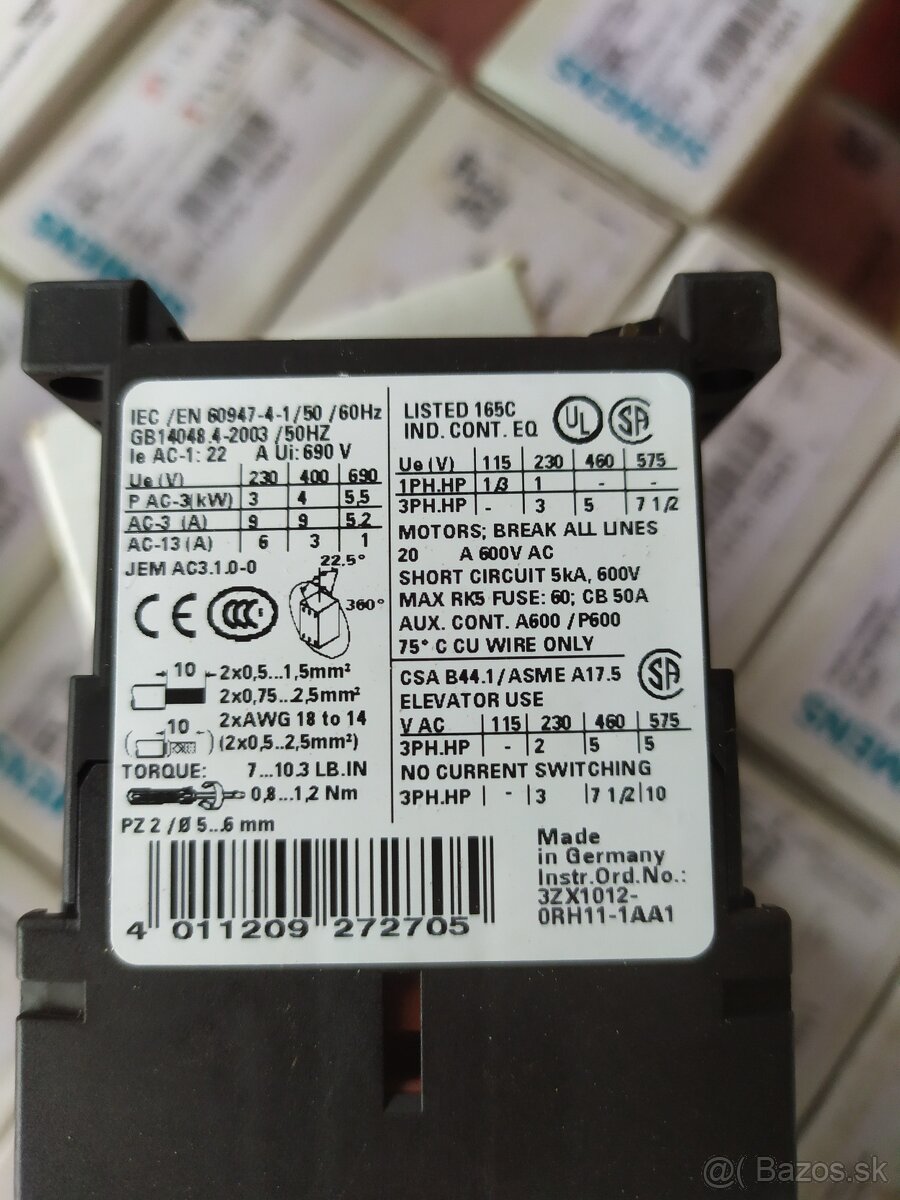 IEC /EN 60947-4-1/50 /60Hz
GB14048.4-2003 /50HZ
Ie AC-1: 22 A Ui: 690 V
Ue (V) 230 400 690
P AC-3(kW) 3 4 5,5
AC-3 (A) 9 9 5.2
AC-13 (A) 6 3 1
JEM AC3.1.0-0
22.5°
360°
CE CCC
10 2x0,5...1,5mm²
2x0,75...2,5mm²
2xAWG 18 to 14
10 (2x0,5...2,5mm²)
TORQUE: 7...10.3 LB.IN
0,8...1,2 Nm
PZ 2 / Ø 5...6 mm
4 011209 272705
LISTED 165C
IND. CONT. EQ
UL SA
Ue (V) 115 230 460 575
1PH.HP 1/3 1 - -
3PH.HP - 3 5 7 1/2
MOTORS; BREAK ALL LINES
20 A 600V AC
SHORT CIRCUIT 5kA, 600V
MAX RK5 FUSE: 60; CB 50A
AUX. CONT. A600 /P600
75° C CU WIRE ONLY
CSA B44.1/ ASME A17.5
SA
ELEVATOR USE
V AC 115 230 460 575
3PH.HP - 2 5 5
NO CURRENT SWITCHING
3PH.HP - 3 7 1/2 10
Made
in Germany
Instr.Ord.No.:
3ZX1012-
0RH11-1AA1
SIEMENS
SIEMENS
SIEMENS
@( Bazos.sk